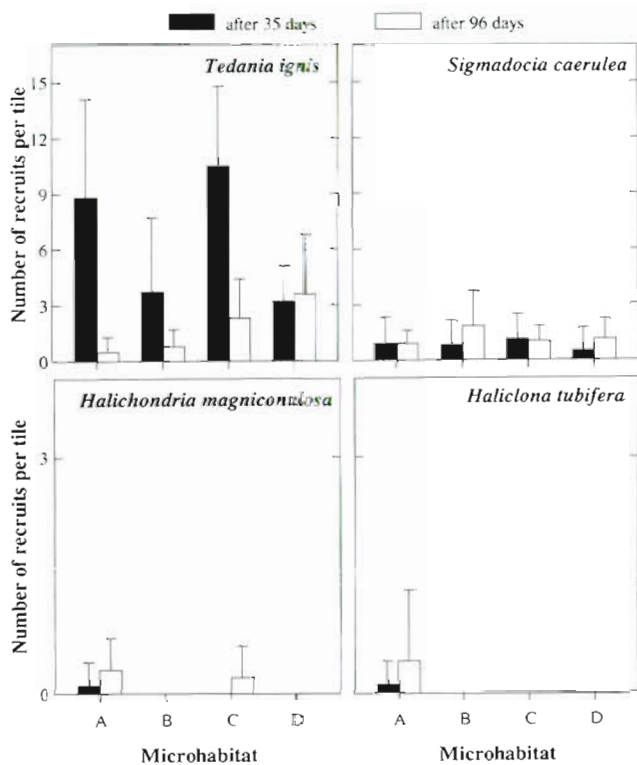 after 35 days after 96 days
Tedania ignis
Sigmadocia caerulea
Number of recruits per tile
15
12
9
6
3
0
Halichondria magniconulosa
Haliclona tubifera
Number of recruits per tile
3
0
A B C D A B C D
Microhabitat Microhabitat